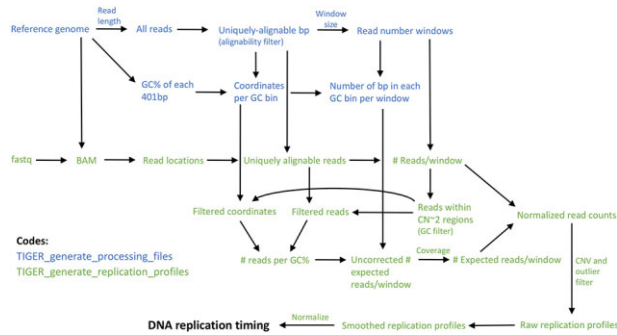 Read
length
Window
size
Reference genome
All reads
Uniquely-alignable bp
(alignability filter)
Read number windows
GC% of each
401bp
Coordinates
per GC bin
Number of bp in each
GC bin per window
fastq
BAM
Read locations
Uniquely alignable reads
# Reads/window
Filtered coordinates
Filtered reads
Reads within
CN~2 regions
(GC filter)
Normalized read counts
Codes:
TIGER_generate_processing_files
TIGER_generate_replication_profiles
# reads per GC%
Uncorrected #
expected
reads/window
Coverage
# Expected reads/window
CNV and
outlier
filter
DNA replication timing
Normalize
Smoothed replication profiles
Raw replication profiles